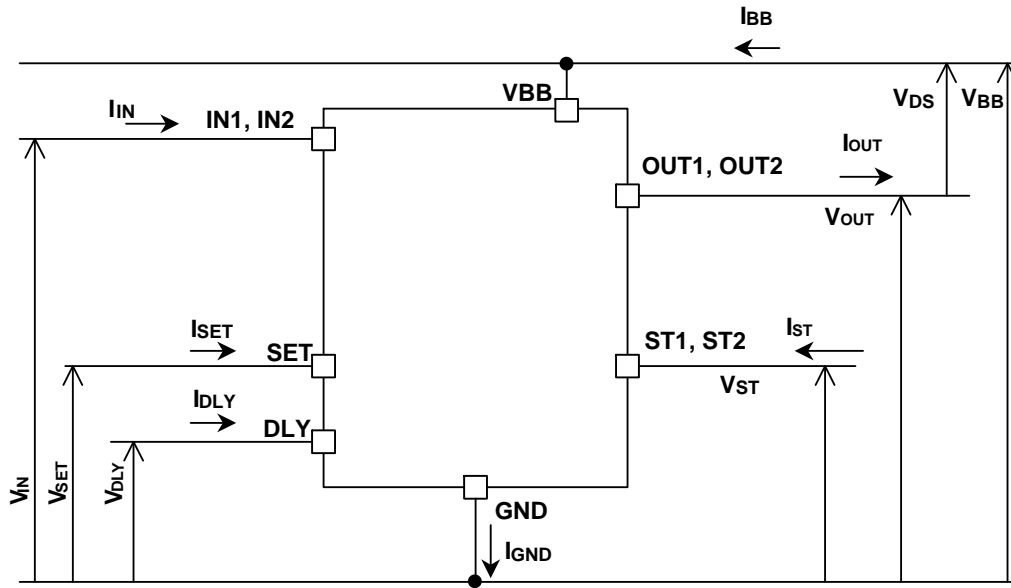 IBB
VBB
VDS
VBB
IIN
IN1, IN2
OUT1, OUT2
IOUT
VOUT
ISET
SET
ST1, ST2
IST
VST
IDLY
DLY
VIN
VSET
VDLY
GND
IGND